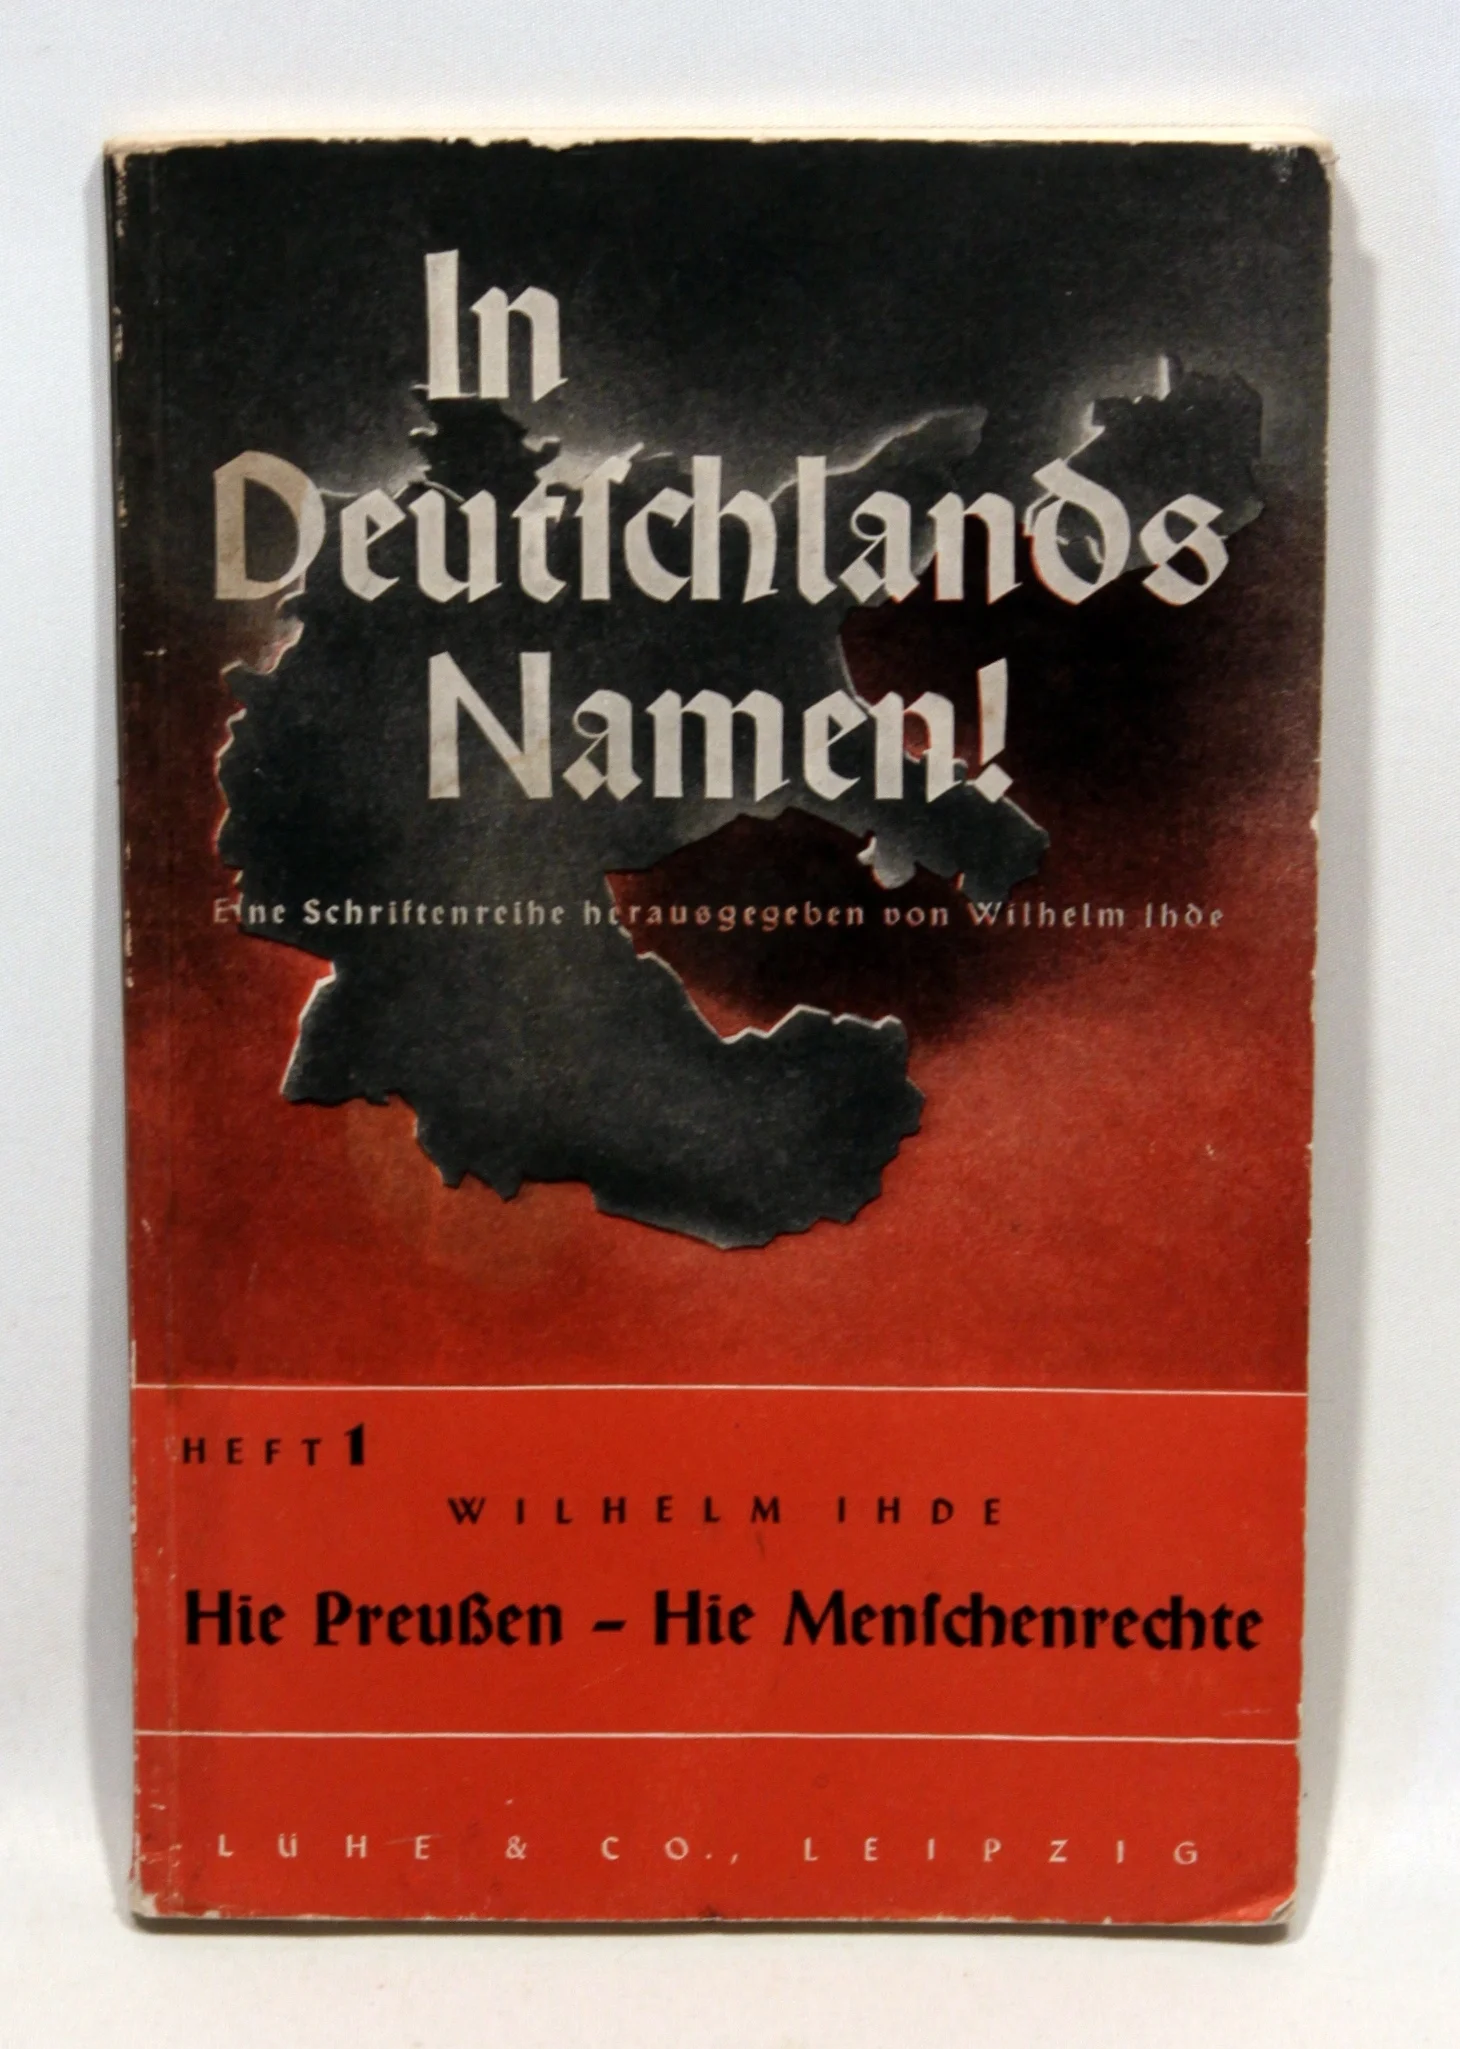 In
Deutſchlands
Namen!
Eine Schriftenreihe herausgegeben von Wilhelm Ihde
HEFT 1
WILHELM IHDE
Hie Preußen - Hie Menſchenrechte
LÜHE & CO., LEIPZIG